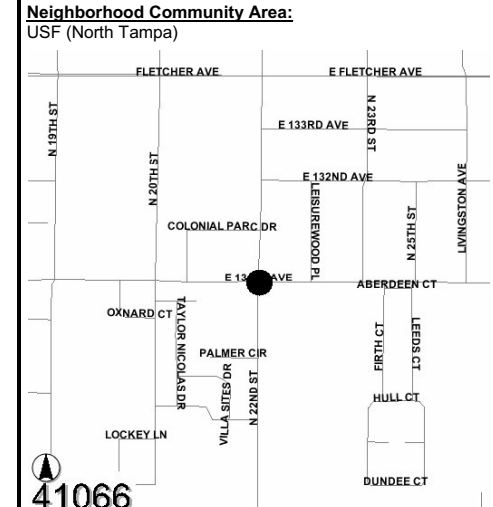 Neighborhood Community Area:
USF (North Tampa)
FLETCHER AVE
E FLETCHER AVE
N 19TH ST
N 20TH ST
N 23RD ST
E 133RD AVE
E 132ND AVE
LEISUREWOOD PL
LIVINGSTON AVE
N 25TH ST
COLONIAL PARC DR
E 13 AVE
ABERDEEN CT
OXNARD CT
TAYLOR NICOLAS DR
FIRTH CT
LEEDS CT
PALMER CIR
VILLA SITES DR
N 22ND ST
HULL CT
LOCKEY LN
DUNDEE CT
41066